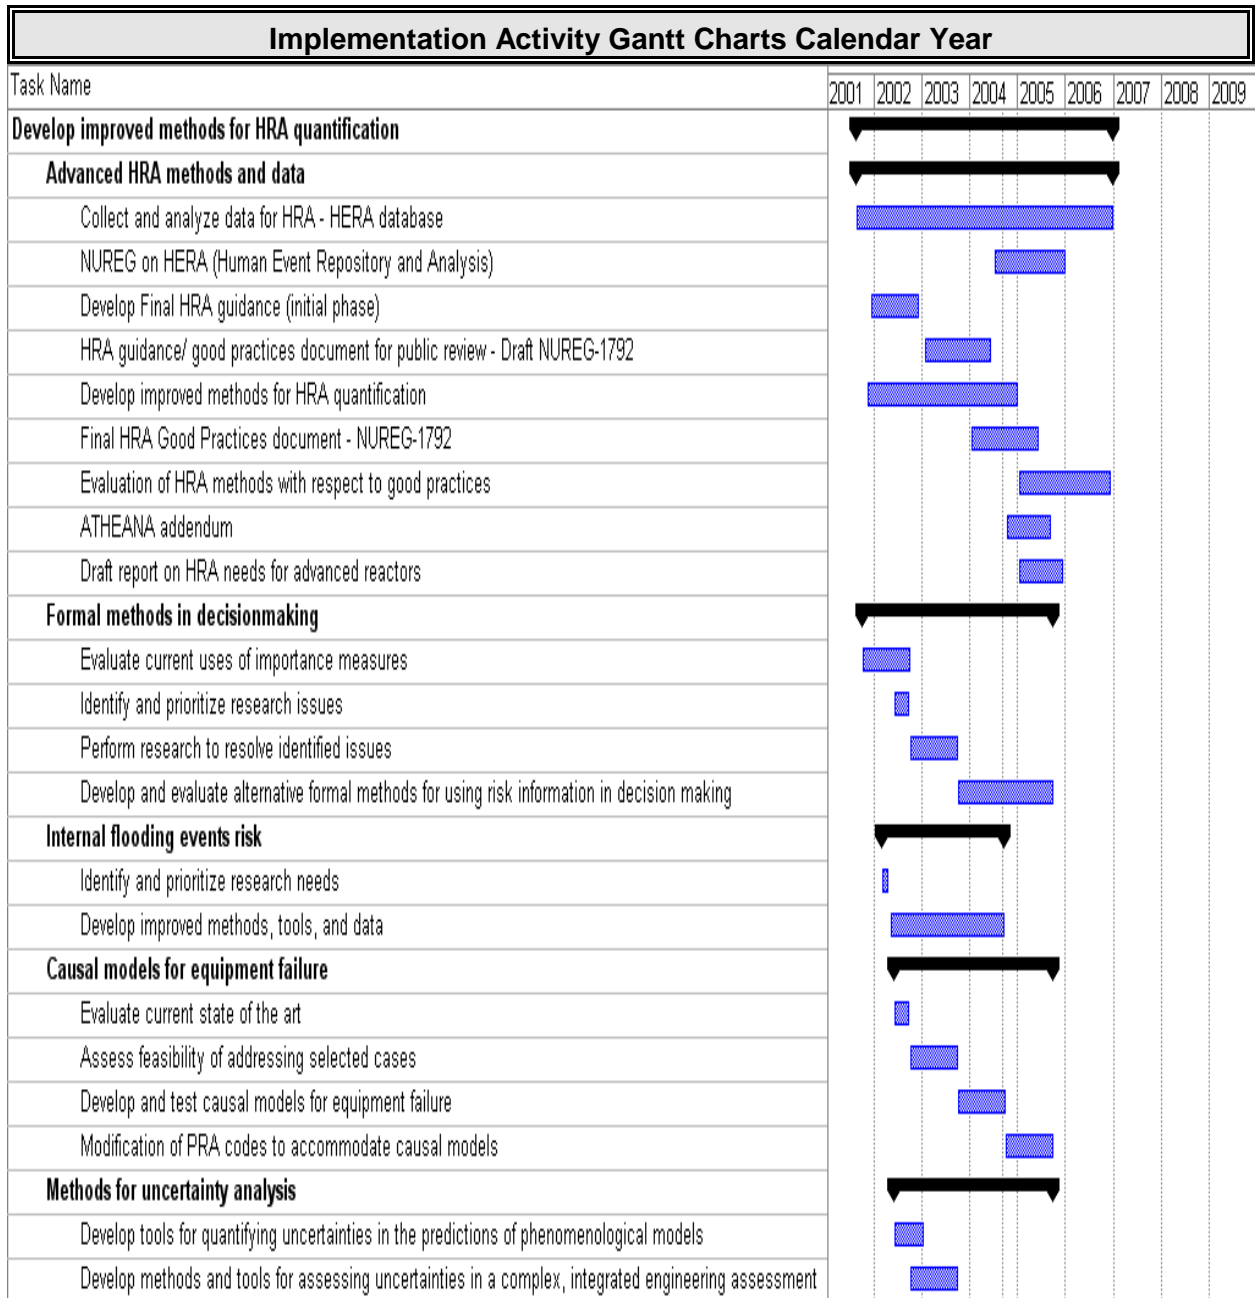 Implementation Activity Gantt Charts Calendar Year
Task Name 2001 2002 2003 2004 2005 2006 2007 2008 2009
Develop improved methods for HRA quantification
Advanced HRA methods and data
Collect and analyze data for HRA - HERA database
NUREG on HERA (Human Event Repository and Analysis)
Develop Final HRA guidance (initial phase)
HRA guidance/ good practices document for public review - Draft NUREG-1792
Develop improved methods for HRA quantification
Final HRA Good Practices document - NUREG-1792
Evaluation of HRA methods with respect to good practices
ATHEANA addendum
Draft report on HRA needs for advanced reactors
Formal methods in decisionmaking
Evaluate current uses of importance measures
Identify and prioritize research issues
Perform research to resolve identified issues
Develop and evaluate alternative formal methods for using risk information in decision making
Internal flooding events risk
Identify and prioritize research needs
Develop improved methods, tools, and data
Causal models for equipment failure
Evaluate current state of the art
Assess feasibility of addressing selected cases
Develop and test causal models for equipment failure
Modification of PRA codes to accommodate causal models
Methods for uncertainty analysis
Develop tools for quantifying uncertainties in the predictions of phenomenological models
Develop methods and tools for assessing uncertainties in a complex, integrated engineering assessment